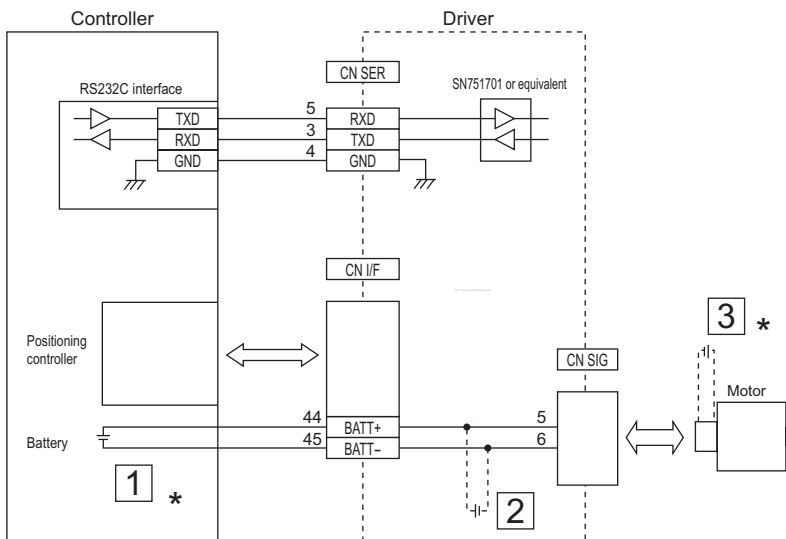 Controller
Driver
CN SER
RS232C interface
SN751701 or equivalent
TXD
5
RXD
RXD
3
TXD
GND
4
GND
CN I/F
3 *
Positioning
controller
CN SIG
Motor
44
BATT+
5
Battery
45
BATT−
6
1 *
2